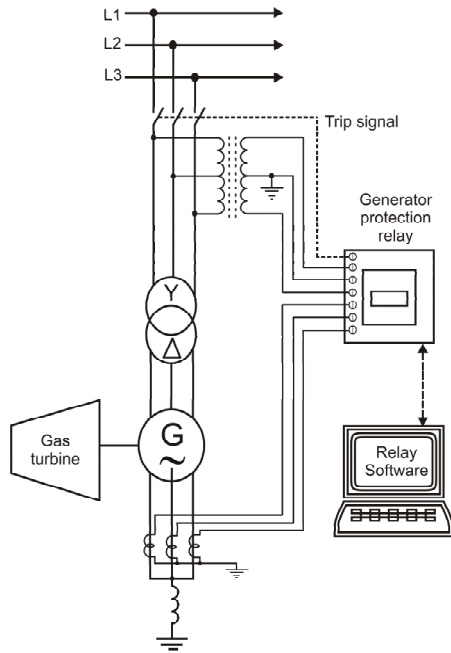 L1
L2
L3
Trip signal
Generator
protection
relay
Y
Δ
G
~
Gas
turbine
Relay
Software